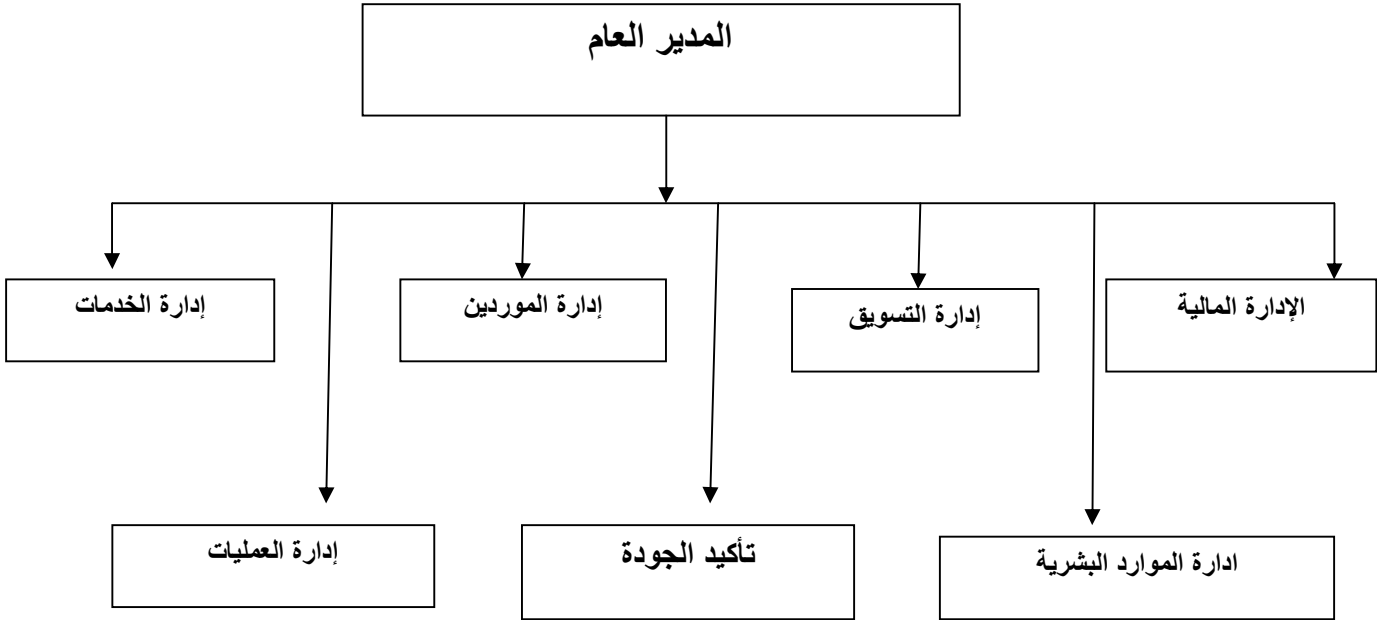 المدير العام
الإدارة المالية
إدارة التسويق
إدارة الموردين
إدارة الخدمات
ادارة الموارد البشرية
تأكيد الجودة
إدارة العمليات